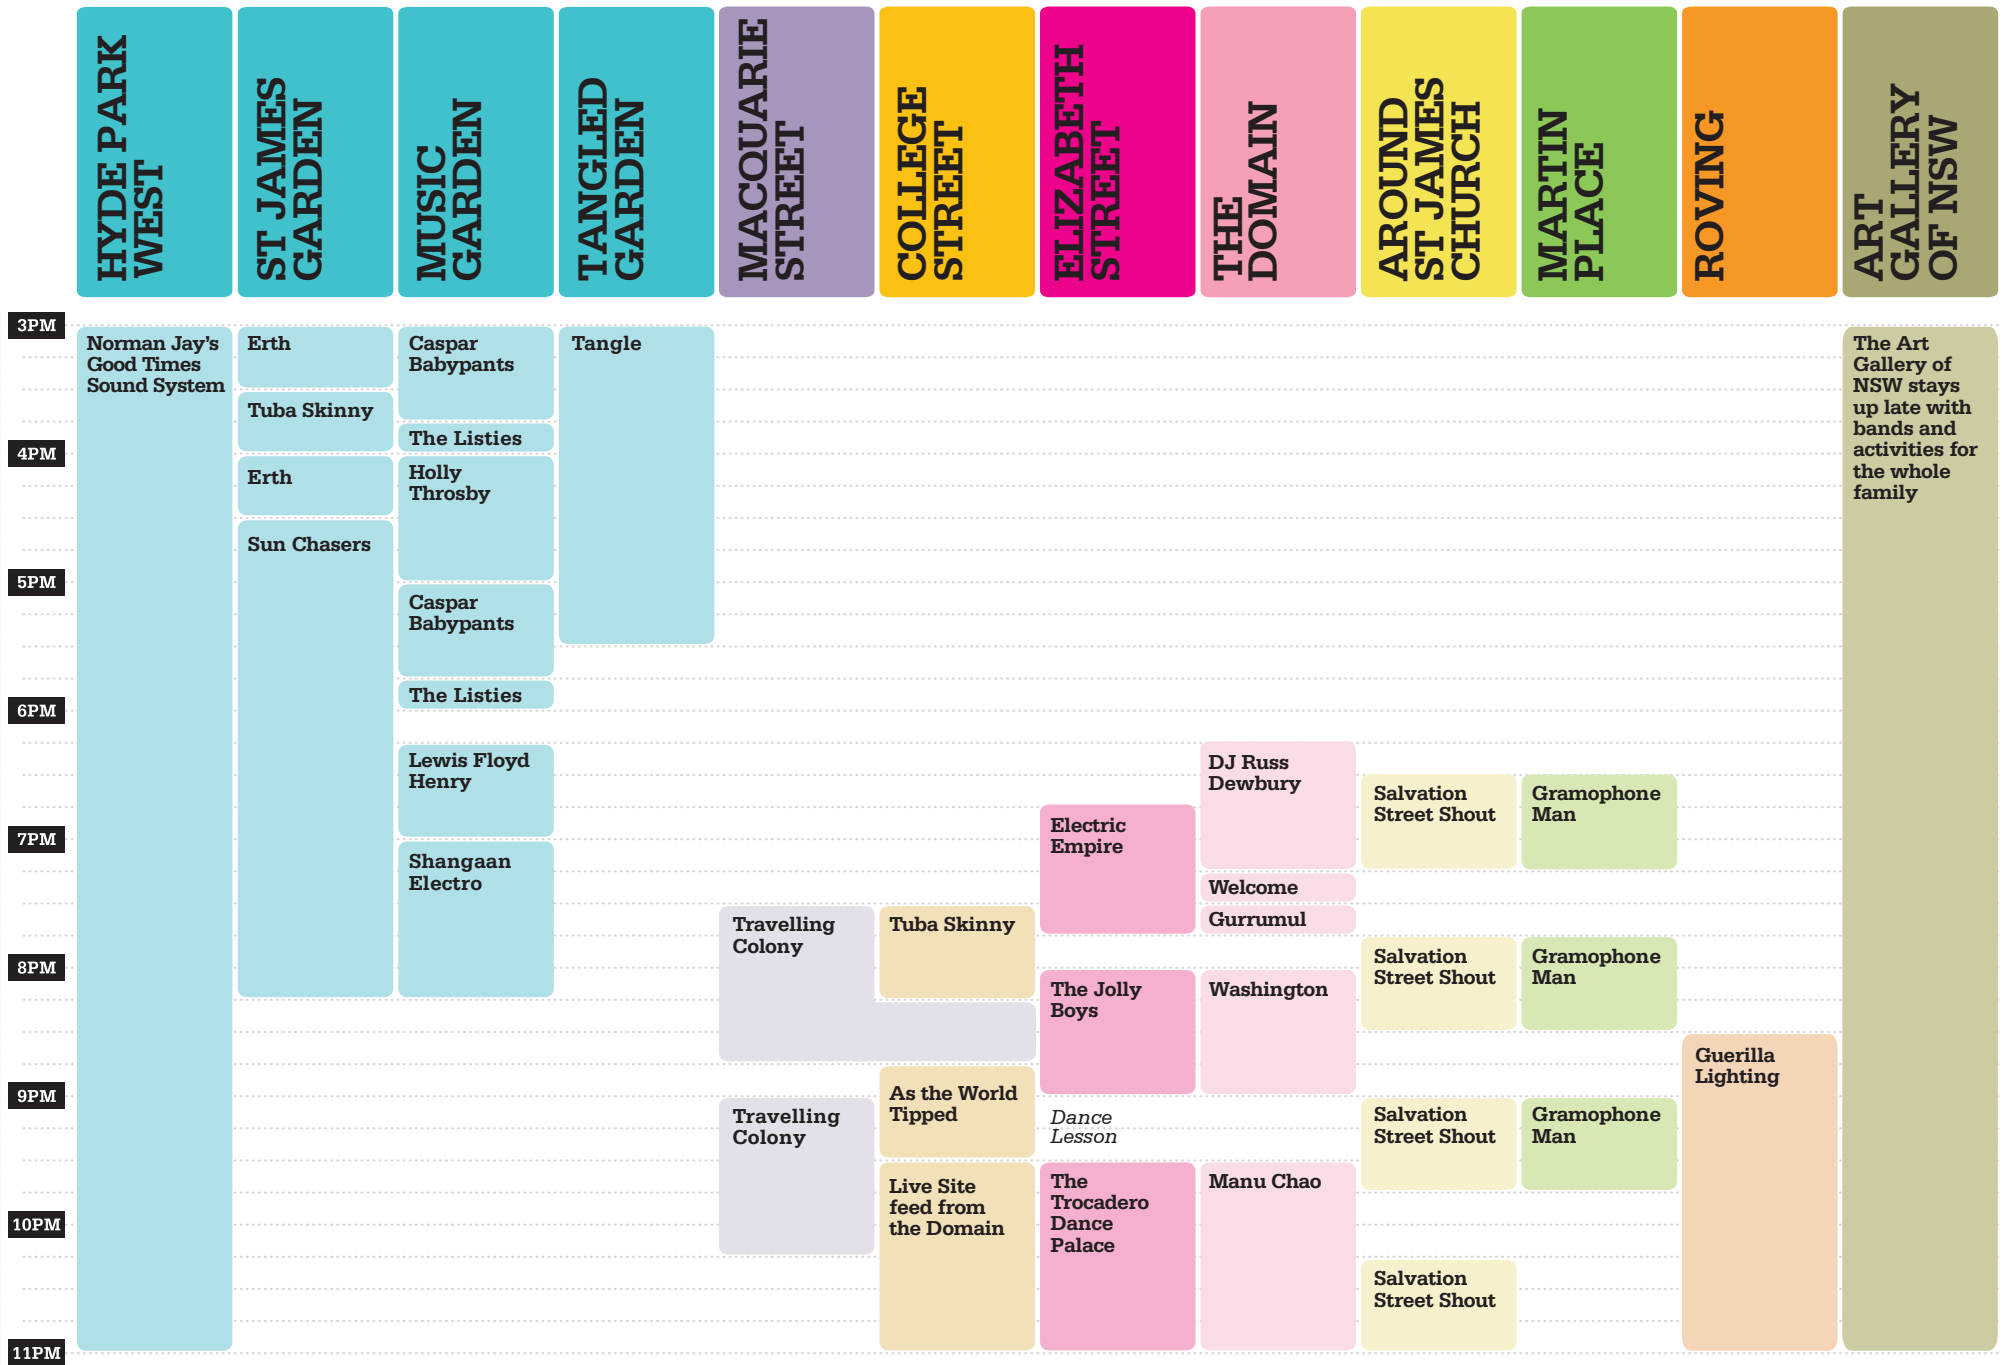 HYDE PARK
WEST
ST JAMES
GARDEN
MUSIC
GARDEN
TANGLED
GARDEN
MACQUARIE
STREET
COLLEGE
STREET
ELIZABETH
STREET
THE
DOMAIN
AROUND
ST JAMES
CHURCH
MARTIN
PLACE
ROVING
ART
GALLERY
OF NSW
3PM
4PM
5PM
6PM
7PM
8PM
9PM
10PM
11PM
Norman Jay's
Good Times
Sound System
Erth
Tuba Skinny
Erth
Sun Chasers
Caspar
Babypants
The Listies
Holly
Throsby
Caspar
Babypants
The Listies
Lewis Floyd
Henry
Shangaan
Electro
Tangle
Travelling
Colony
Travelling
Colony
Tuba Skinny
As the World
Tipped
Live Site
feed from
the Domain
Electric
Empire
The Jolly
Boys
Dance
Lesson
The
Trocadero
Dance
Palace
DJ Russ
Dewbury
Welcome
Gurrumul
Washington
Manu Chao
Salvation
Street Shout
Salvation
Street Shout
Salvation
Street Shout
Salvation
Street Shout
Gramophone
Man
Gramophone
Man
Gramophone
Man
Guerilla
Lighting
The Art
Gallery of
NSW stays
up late with
bands and
activities for
the whole
family